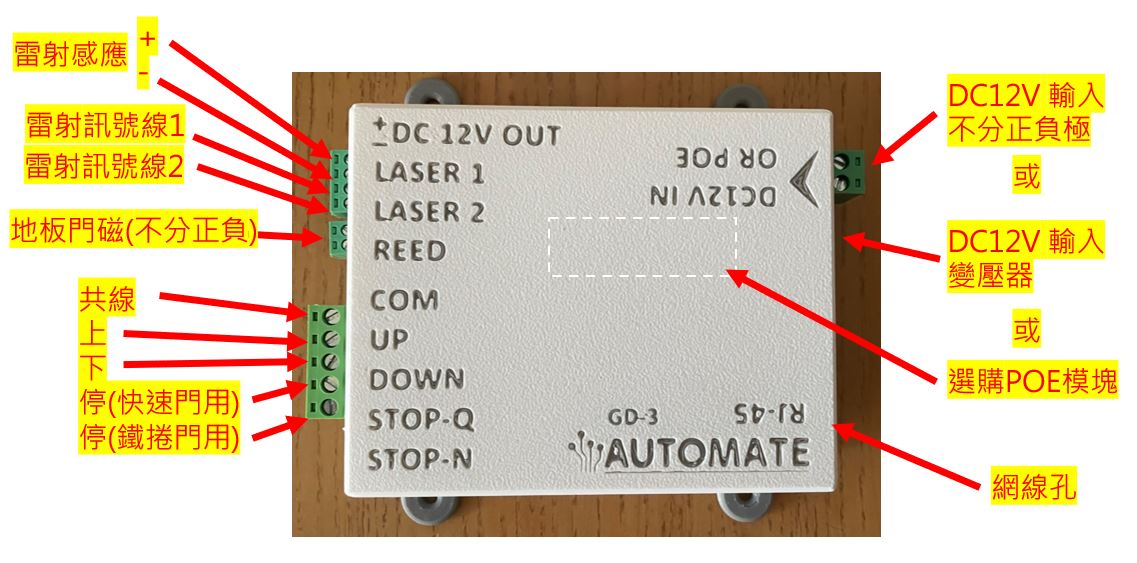 雷射感應 +
-
雷射訊號線1
雷射訊號線2
地板門磁(不分正負)
共線
上
下
停(快速門用)
停(鐵捲門用)
± DC 12V OUT
LASER 1
LASER 2
REED
COM
UP
DOWN
STOP-Q
STOP-N
DC12V IN
OR POE
GD-3
RJ-45
AUTOMATE
DC12V 輸入
不分正負極
或
DC12V 輸入
變壓器
或
選購POE模塊
網線孔